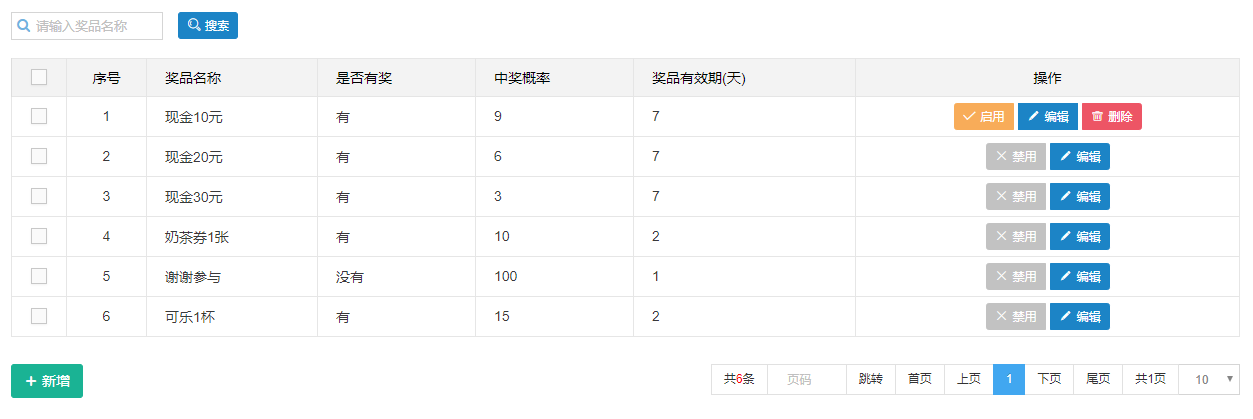 请输入奖品名称 搜索
序号 奖品名称 是否有奖 中奖概率 奖品有效期(天) 操作
1 现金10元 有 9 7 启用 编辑 删除
2 现金20元 有 6 7 禁用 编辑
3 现金30元 有 3 7 禁用 编辑
4 奶茶券1张 有 10 2 禁用 编辑
5 谢谢参与 没有 100 1 禁用 编辑
6 可乐1杯 有 15 2 禁用 编辑
+ 新增 共6条 页码 跳转 首页 上页 1 下页 尾页 共1页 10